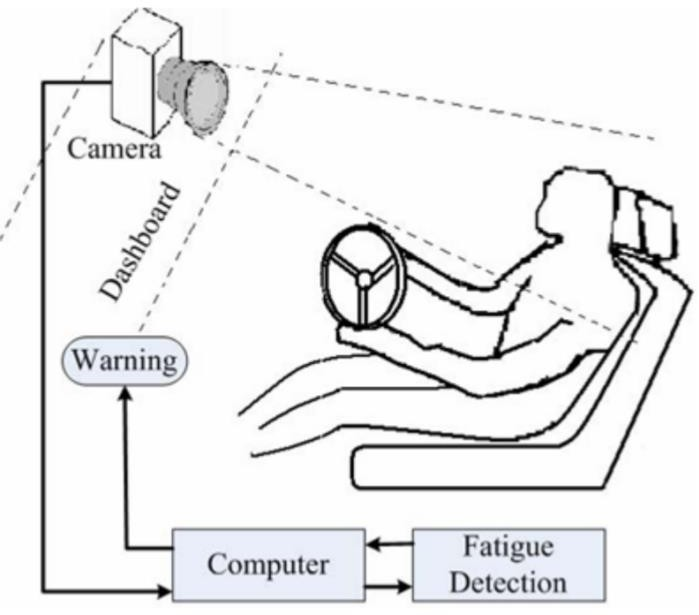 Camera
Dashboard
Warning
Computer
Fatigue
Detection